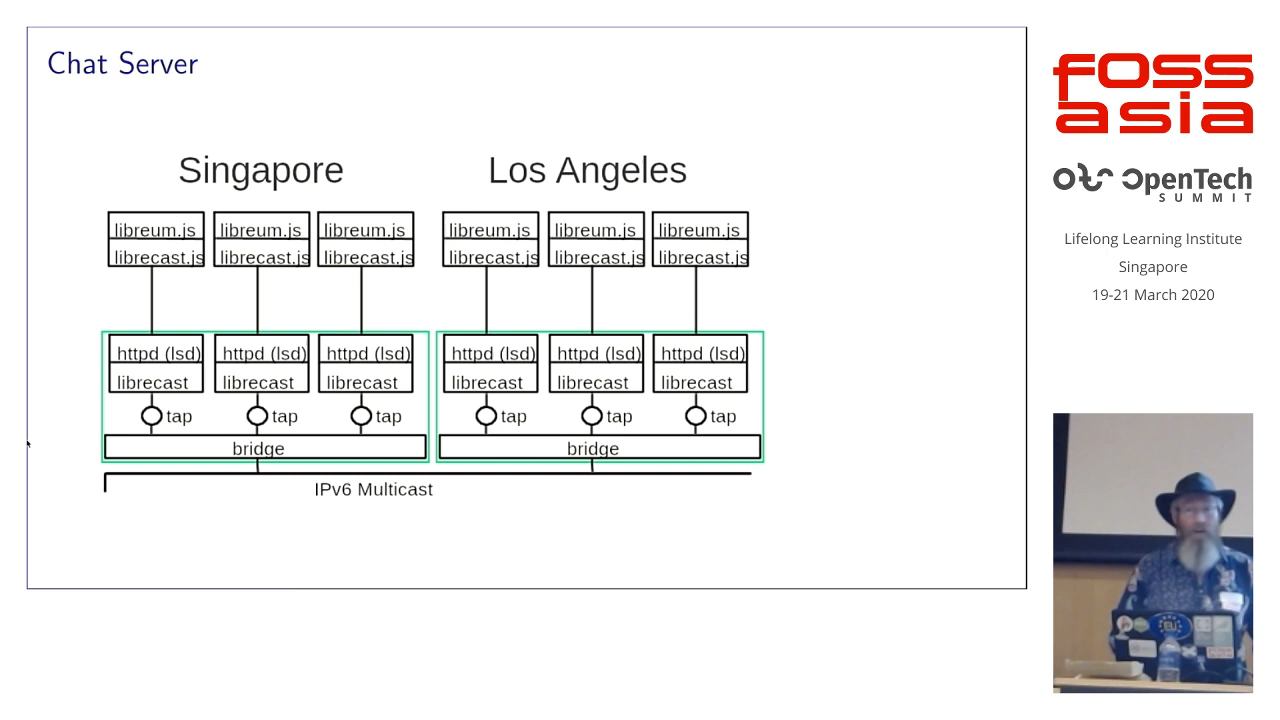 Chat Server
Singapore
Los Angeles
libreum.js libreum.js libreum.js libreum.js libreum.js libreum.js
librecast.js librecast.js librecast.js librecast.js librecast.js librecast.js
httpd (lsd) httpd (lsd) httpd (lsd) httpd (lsd) httpd (lsd) httpd (lsd)
librecast librecast librecast librecast librecast librecast
tap tap tap tap tap tap
bridge bridge
IPv6 Multicast
FOSS
asia
OpenTech
SUMMIT
Lifelong Learning Institute
Singapore
19-21 March 2020
EU